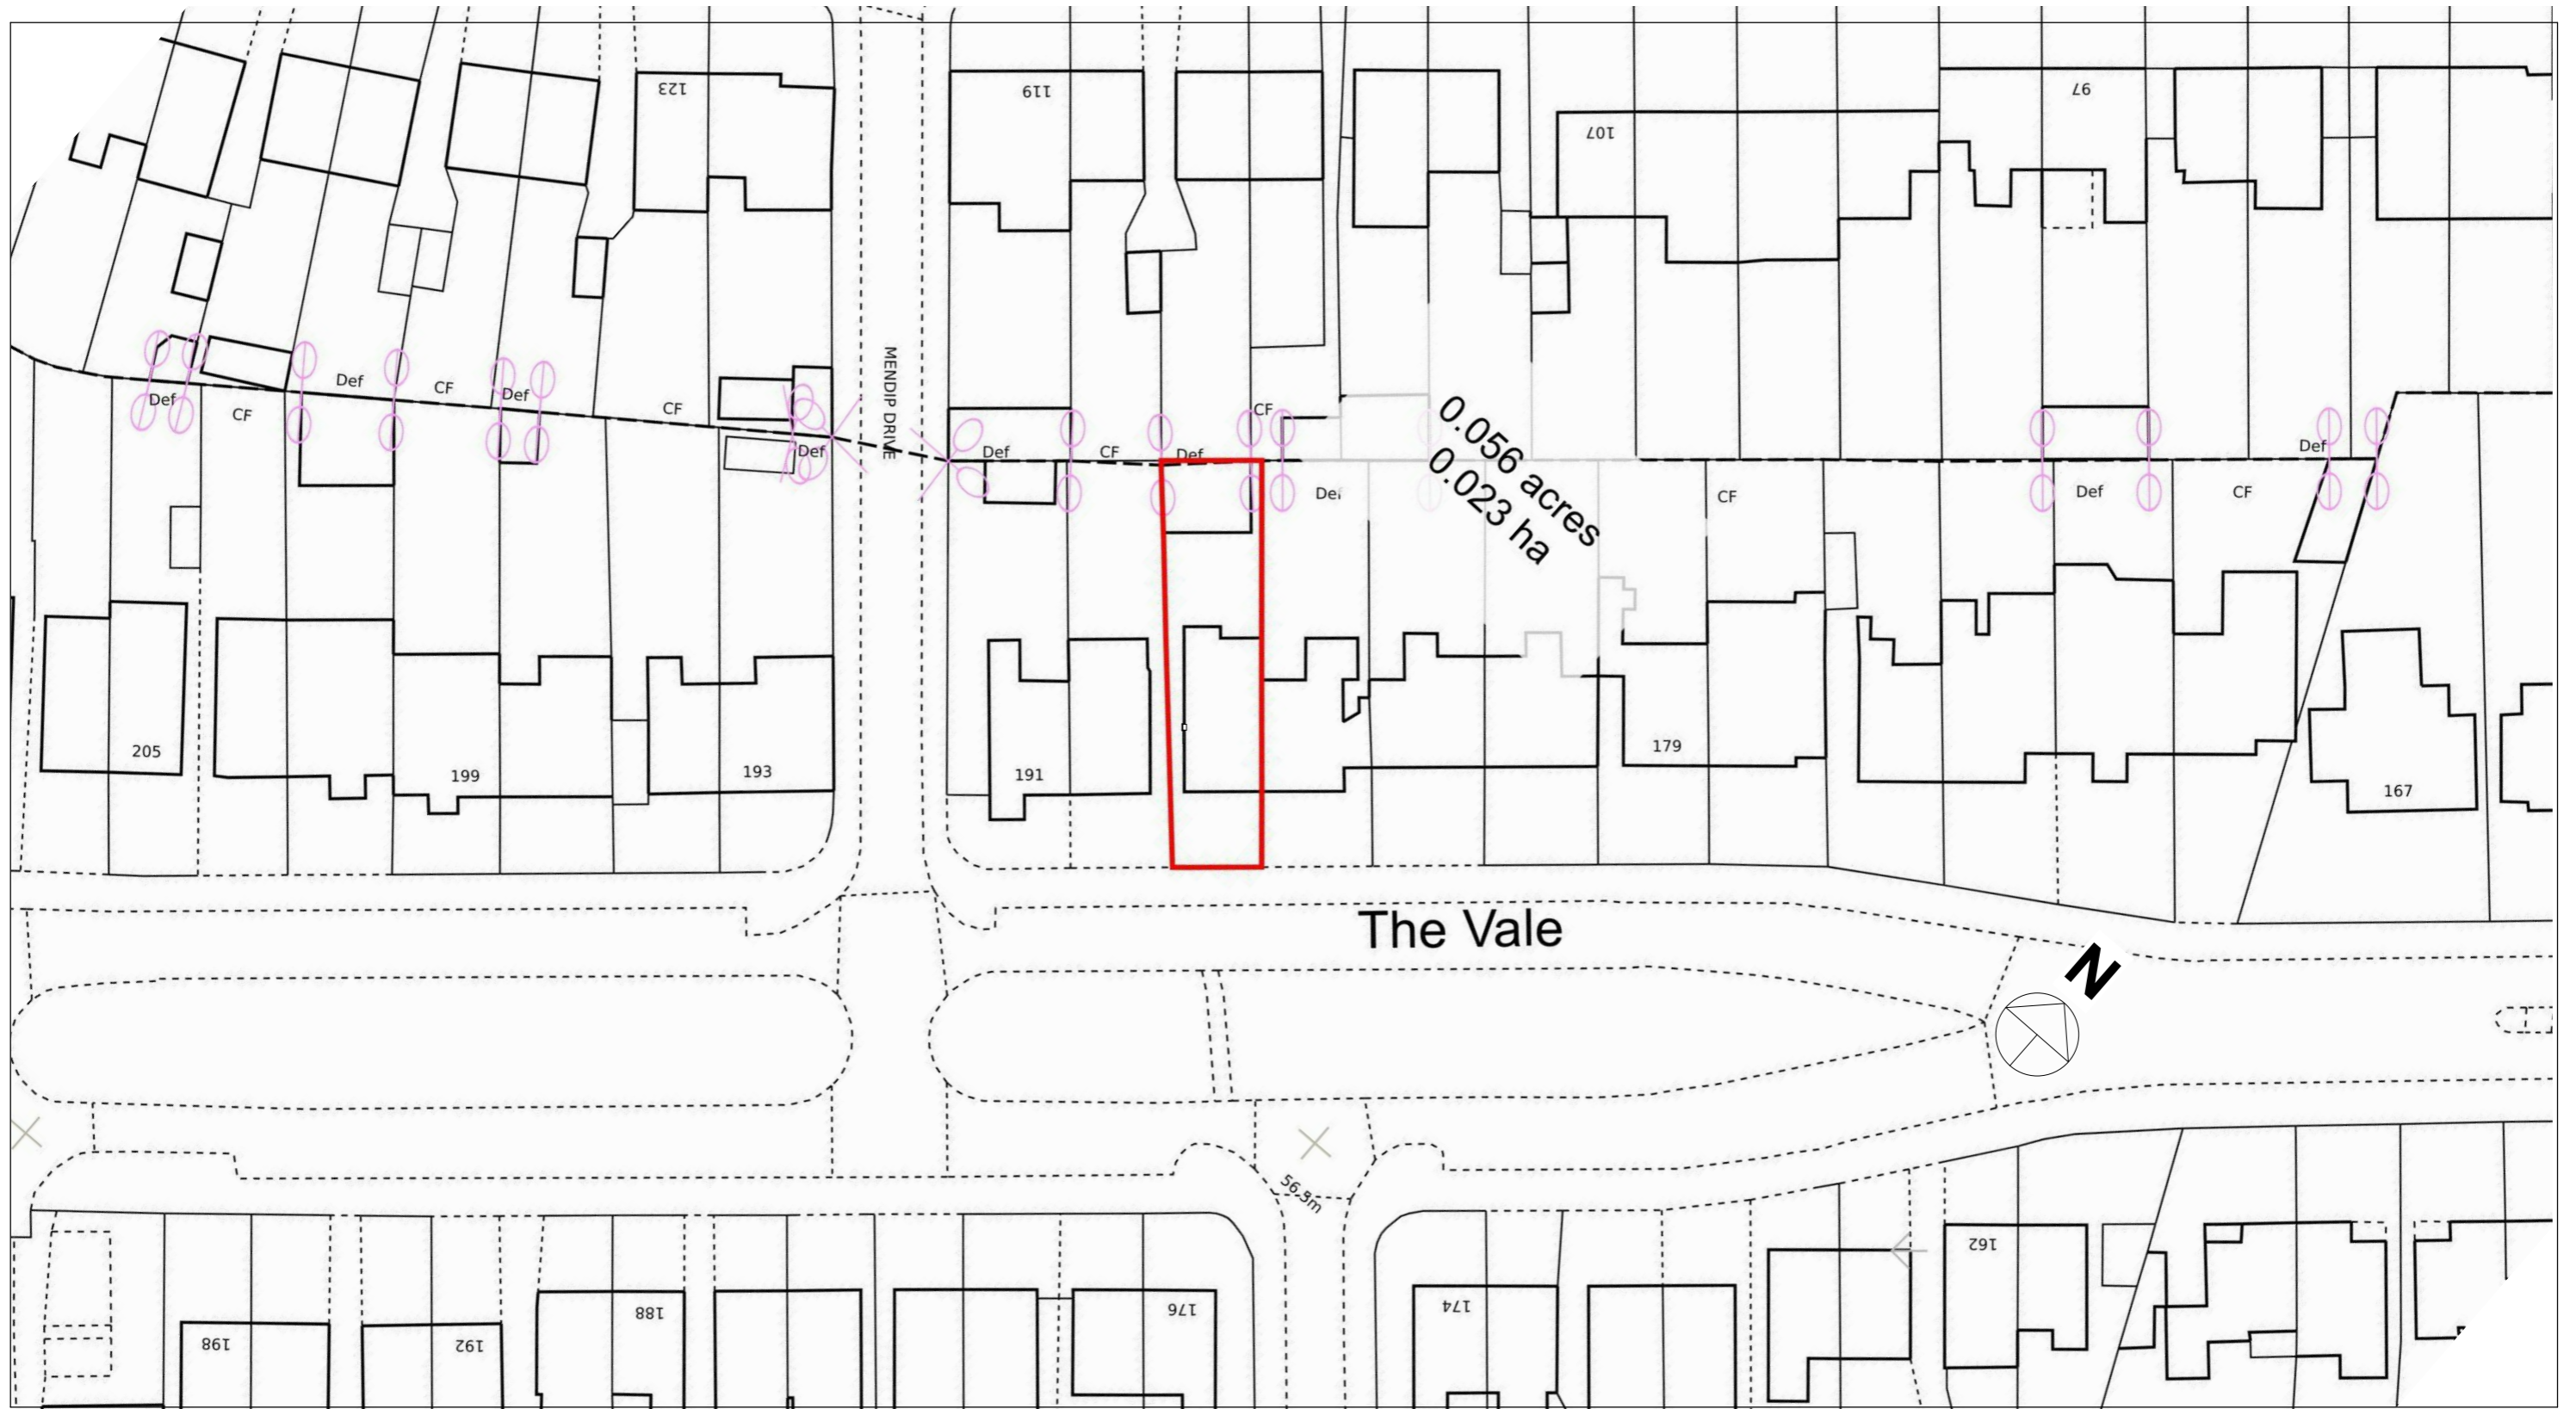 123
119
107
97
MENDIP DRIVE
Def
CF
Def
Def
CF
CF
Def
Def
CF
Def
CF
Def
CF
Def
CF
Def
0.056 acres
0.023 ha
205
199
193
191
179
167
The Vale
N
56.3m
198
192
188
176
174
162